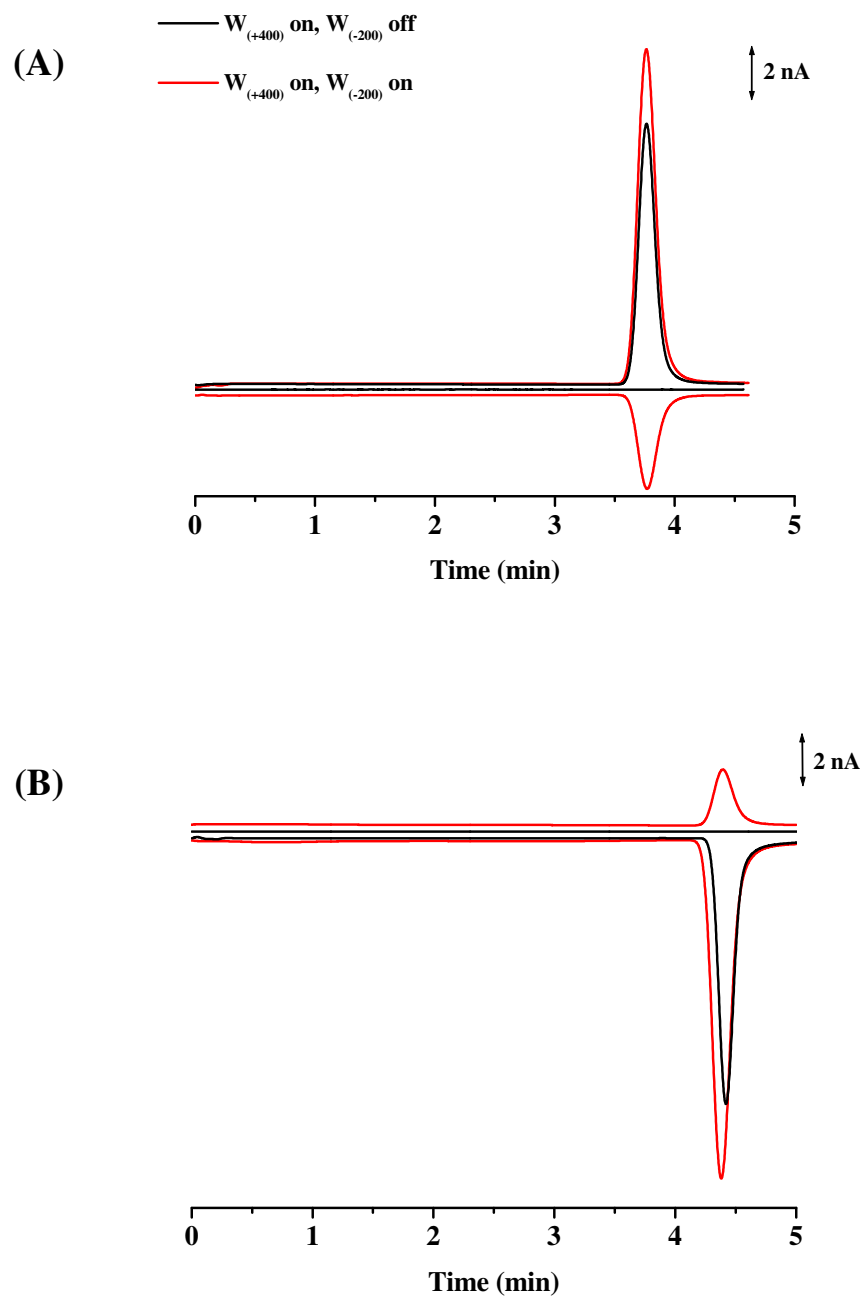 W(+400) on, W(-200) off
(A)
2 nA
W(+400) on, W(-200) on
0 1 2 3 4 5
Time (min)
2 nA
(B)
0 1 2 3 4 5
Time (min)